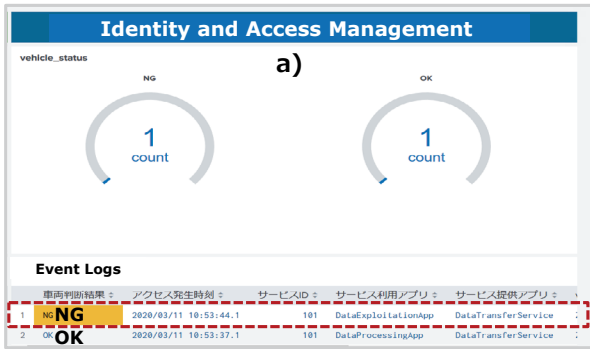 Identity and Access Management
vehicle_status
a)
NG
OK
1
count
1
count
Event Logs
車両判断結果 アクセス発生時刻 サービスID サービス利用アプリ サービス提供アプリ
1 NG NG 2020/03/11 10:53:44.1 101 DataExploitationApp DataTransferService 2
2 OK OK 2020/03/11 10:53:37.1 101 DataProcessingApp DataTransferService 2